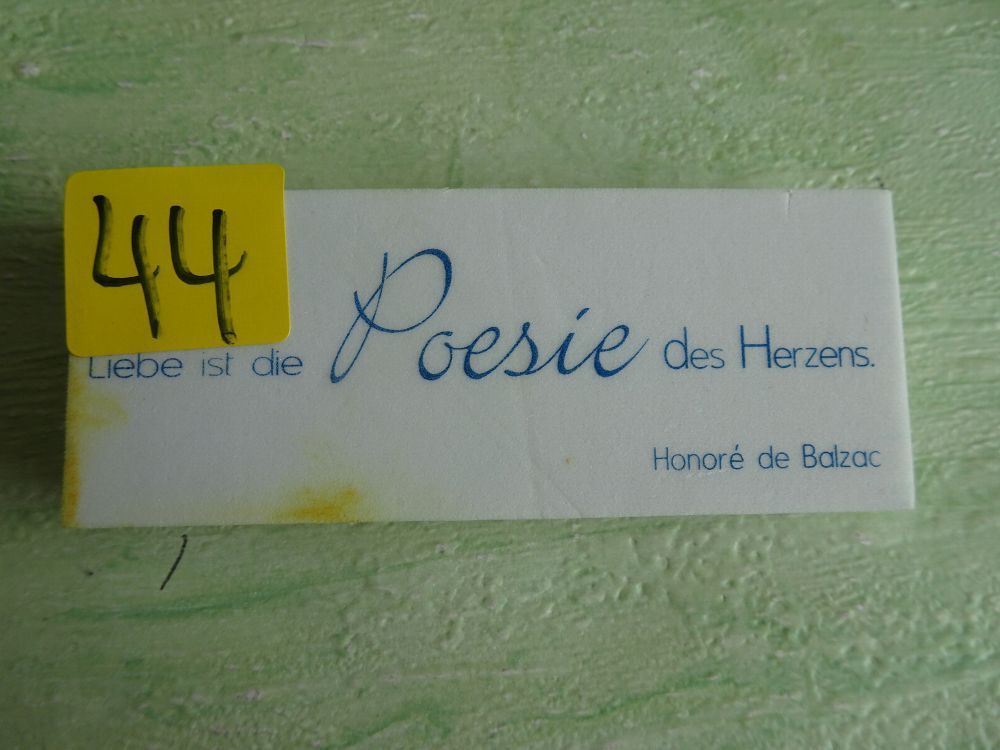 44
Liebe ist die Poesie des Herzens.
Honoré de Balzac